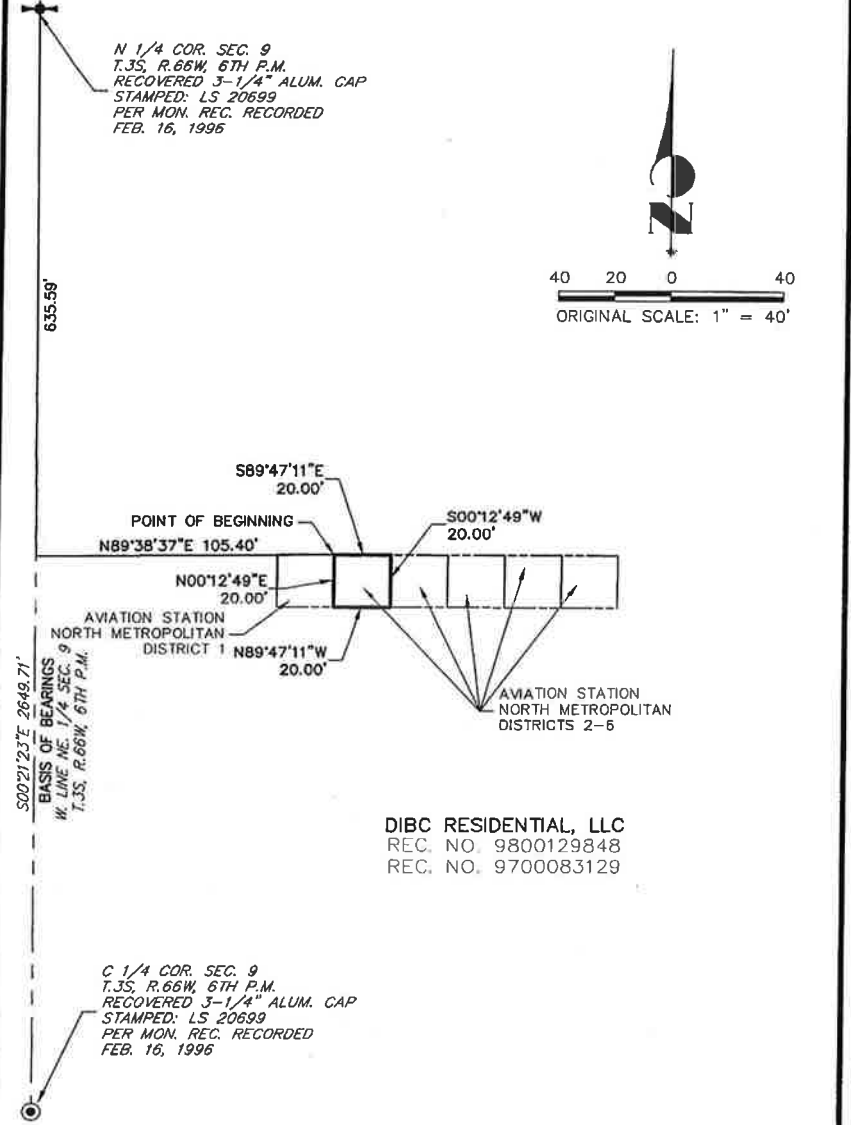 N 1/4 COR. SEC. 9
T.3S, R.66W, 6TH P.M.
RECOVERED 3-1/4" ALUM. CAP
STAMPED: LS 20699
PER MON. REC. RECORDED
FEB. 16, 1996
N
40 20 0 40
ORIGINAL SCALE: 1" = 40'
635.59'
S89°47'11"E
20.00'
POINT OF BEGINNING
S00°12'49"W
20.00'
N89°38'37"E 105.40'
N00°12'49"E
20.00'
AVIATION STATION
NORTH METROPOLITAN
DISTRICT 1
N89°47'11"W
20.00'
AVIATION STATION
NORTH METROPOLITAN
DISTRICTS 2-6
S00°21'23"E 2649.71'
BASIS OF BEARINGS
W. LINE NE. 1/4 SEC. 9
T.3S, R.66W, 6TH P.M.
DIBC RESIDENTIAL, LLC
REC. NO. 9800129848
REC. NO. 9700083129
C 1/4 COR. SEC. 9
T.3S, R.66W, 6TH P.M.
RECOVERED 3-1/4" ALUM. CAP
STAMPED: LS 20699
PER MON. REC. RECORDED
FEB. 16, 1996